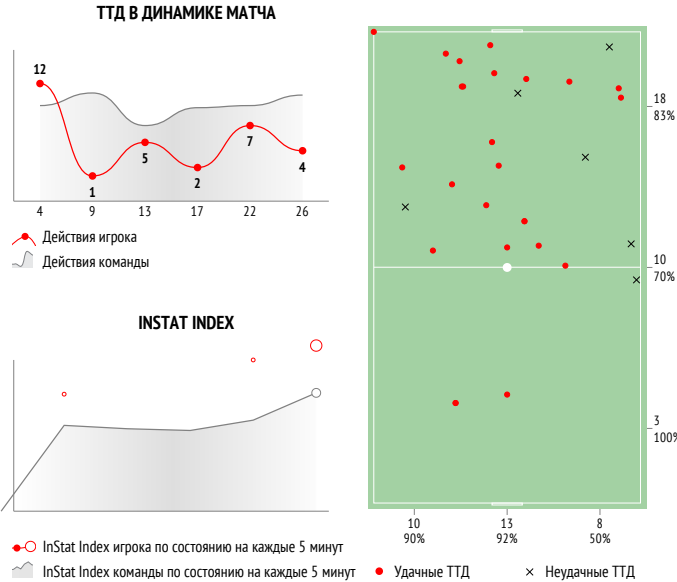 ТТД В ДИНАМИКЕ МАТЧА
12
1
5
2
7
4
4 9 13 17 22 26
Действия игрока
Действия команды
INSTAT INDEX
InStat Index игрока по состоянию на каждые 5 минут
InStat Index команды по состоянию на каждые 5 минут
18
83%
10
70%
3
100%
10 13 8
90% 92% 50%
Удачные ТТД
Неудачные ТТД